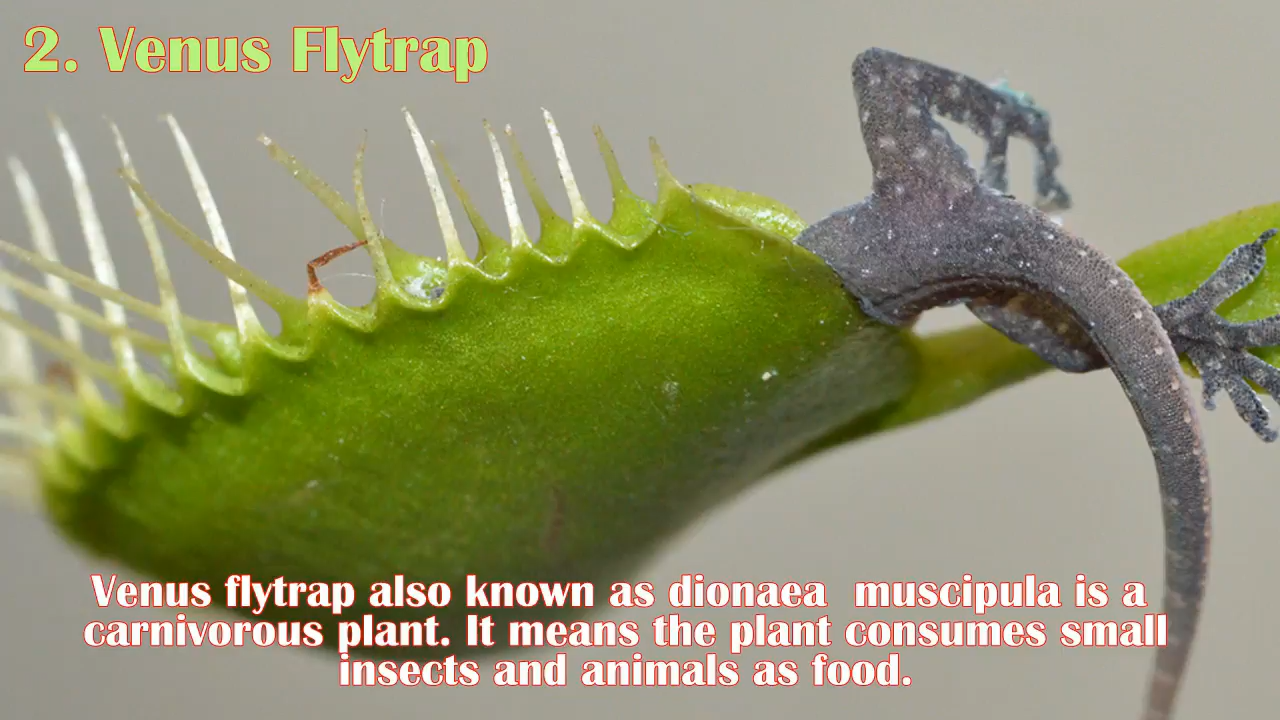 2. Venus Flytrap
Venus flytrap also known as dionaea  muscipula is a
carnivorous plant. It means the plant consumes small
insects and animals as food.